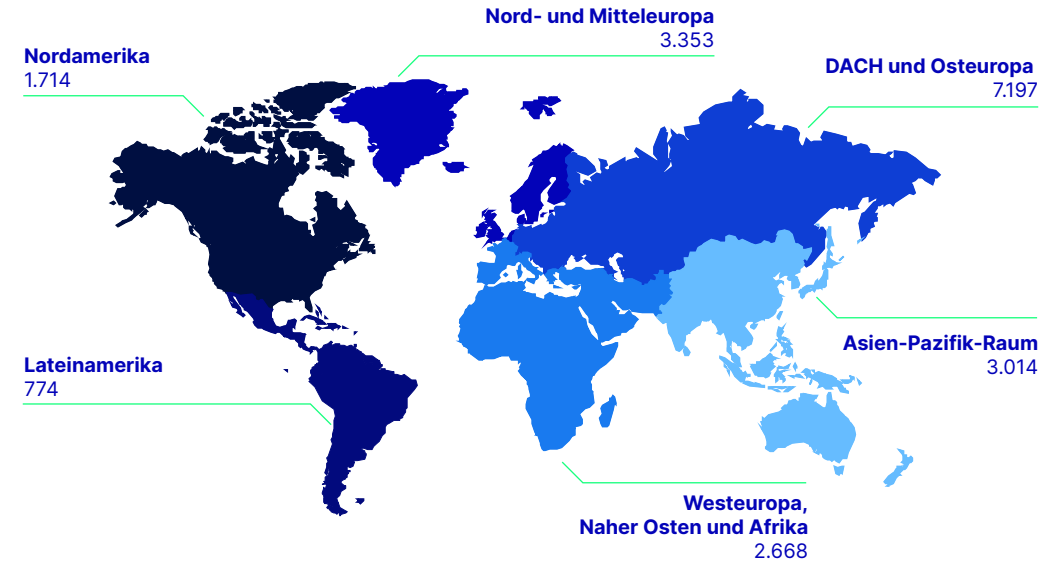 Nord- und Mitteleuropa
3.353
Nordamerika
1.714
DACH und Osteuropa
7.197
Asien-Pazifik-Raum
3.014
Lateinamerika
774
Westeuropa,
Naher Osten und Afrika
2.668